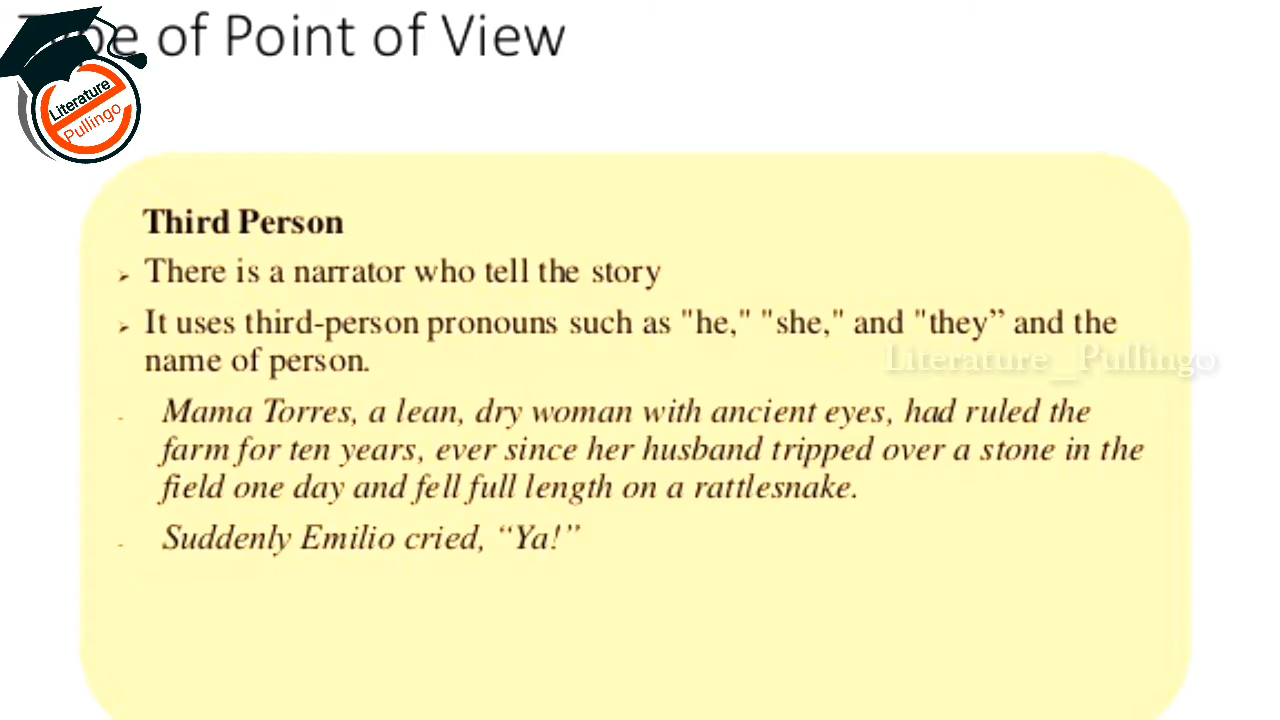 of Point of View
Literature
Pullingo
Third Person
There is a narrator who tell the story
It uses third-person pronouns such as "he," "she," and "they” and the
Literature_Pullingo
name of person.
Mama Torres, a lean, dry woman with ancient eyes, had ruled the
farm for ten years, ever since her husband tripped over a stone in the
field one day and fell full length on a rattlesnake.
Suddenly Emilio cried, “Ya!”